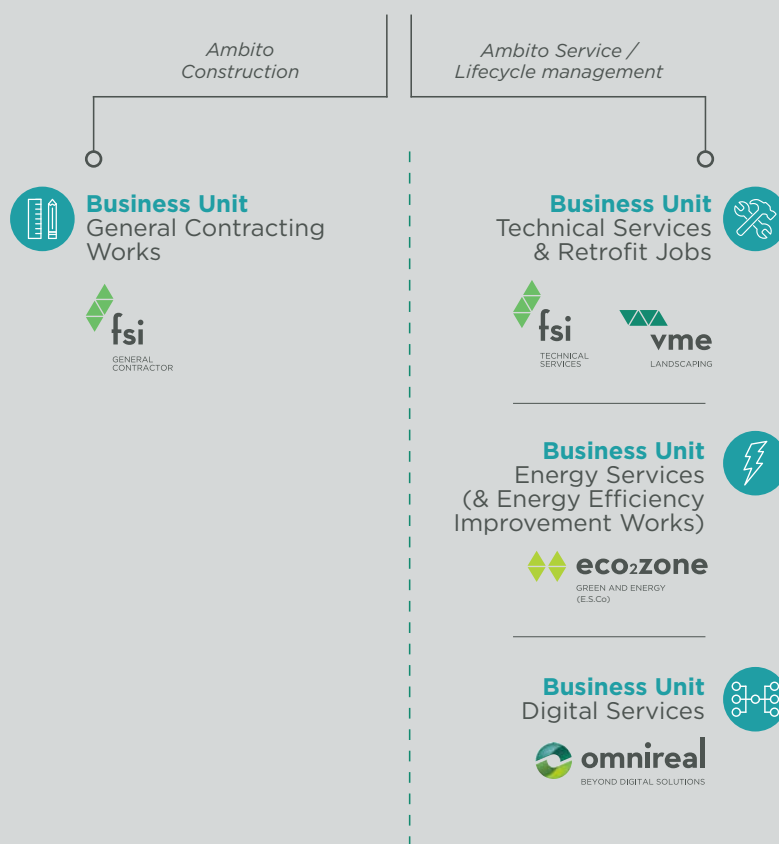 Ambito
Construction
Business Unit
General Contracting
Works
fsi
GENERAL
CONTRACTOR
Ambito Service /
Lifecycle management
Business Unit
Technical Services
& Retrofit Jobs
fsi
TECHNICAL
SERVICES
vme
LANDSCAPING
Business Unit
Energy Services
(& Energy Efficiency
Improvement Works)
eco₂zone
GREEN AND ENERGY
(E.S.Co)
Business Unit
Digital Services
omnireal
BEYOND DIGITAL SOLUTIONS